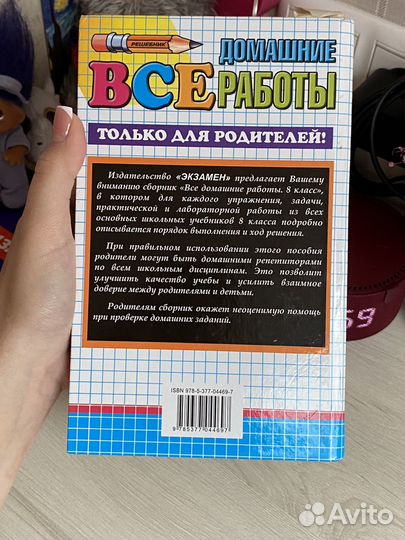 РЕШЕБНИК
ВСЕ
ДОМАШНИЕ
РАБОТЫ
ТОЛЬКО ДЛЯ РОДИТЕЛЕЙ!
Издательство «ЭКЗАМЕН» предлагает Вашему
вниманию сборник «Все домашние работы. 8 класс»,
в котором для каждого упражнения, задачи,
практической и лабораторной работы из всех
основных школьных учебников 8 класса подробно
описывается порядок выполнения и ход решения.
При правильном использовании этого пособия
родители могут быть домашними репетиторами
по всем школьным дисциплинам. Это позволит
улучшить качество учебы и усилить взаимное
доверие между родителями и детьми.
Родителям сборник окажет неоценимую помощь
при проверке домашних заданий.
ISBN 978-5-377-04469-7
9 785377 044697
59
Avito